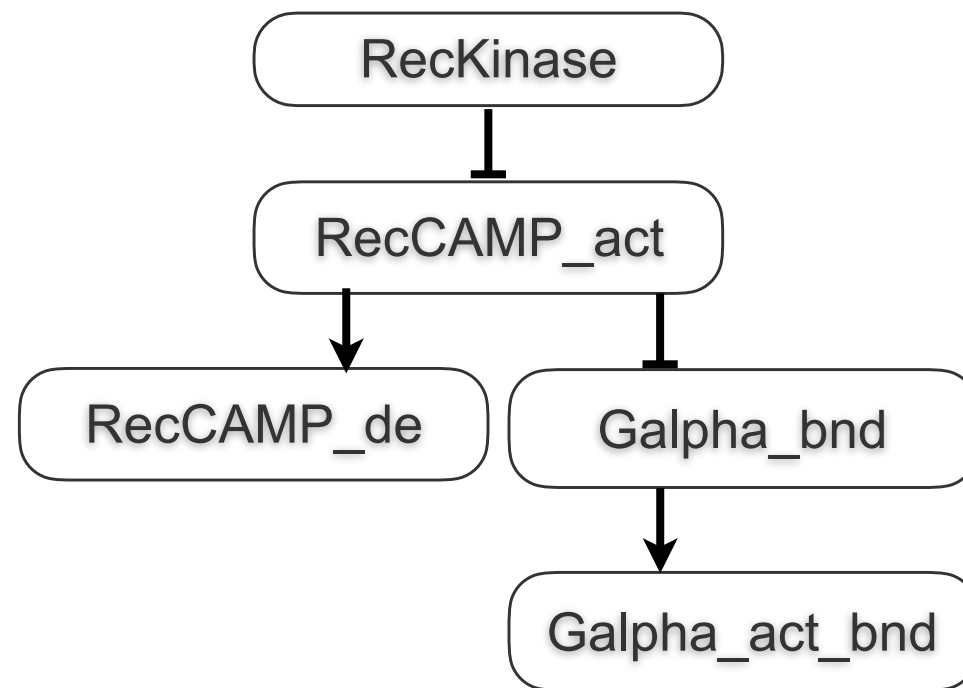 RecKinase
RecCAMP_act
RecCAMP_de
Galpha_bnd
Galpha_act_bnd